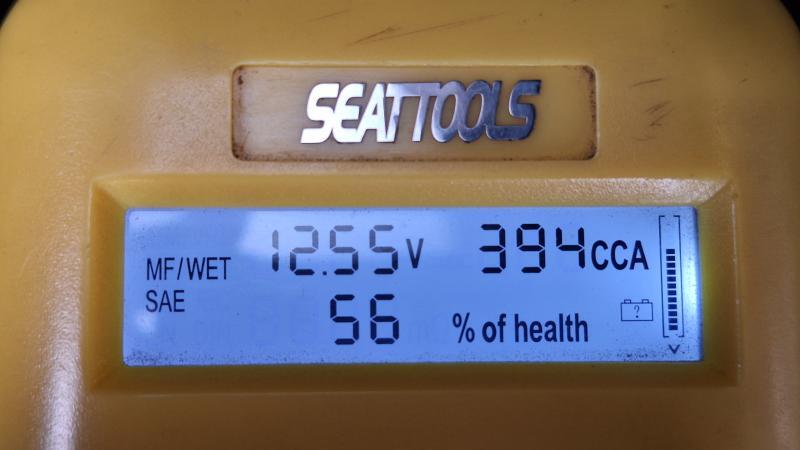 SEATTOOLS
MF/WET 12.55V 394CCA
SAE
56 % of health
?